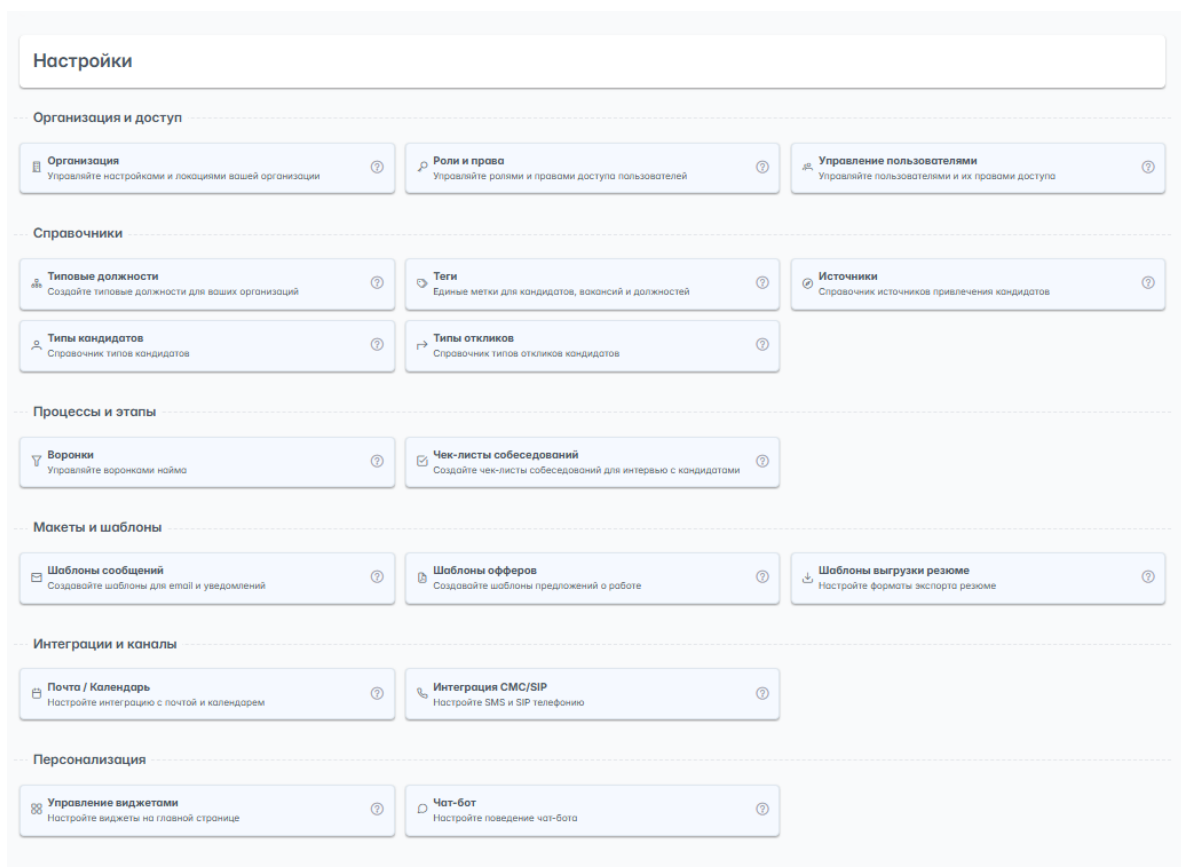 Настройки
Организация и доступ
Организация
Управляйте настройками и локациями вашей организации
Роли и права
Управляйте ролями и правами доступа пользователей
Управление пользователями
Управляйте пользователями и их правами доступа
Справочники
Типовые должности
Создайте типовые должности для ваших организаций
Теги
Единые метки для кандидатов, вакансий и должностей
Источники
Справочник источников привлечения кандидатов
Типы кандидатов
Справочник типов кандидатов
Типы откликов
Справочник типов откликов кандидатов
Процессы и этапы
Воронки
Управляйте воронками найма
Чек-листы собеседований
Создайте чек-листы собеседований для интервью с кандидатами
Макеты и шаблоны
Шаблоны сообщений
Создавайте шаблоны для email и уведомлений
Шаблоны офферов
Создавайте шаблоны предложений о работе
Шаблоны выгрузки резюме
Настройте форматы экспорта резюме
Интеграции и каналы
Почта / Календарь
Настройте интеграцию с почтой и календарем
Интеграция СМС/SIP
Настройте SMS и SIP телефонию
Персонализация
Управление виджетами
Настройте виджеты на главной странице
Чат-бот
Настройте поведение чат-бота